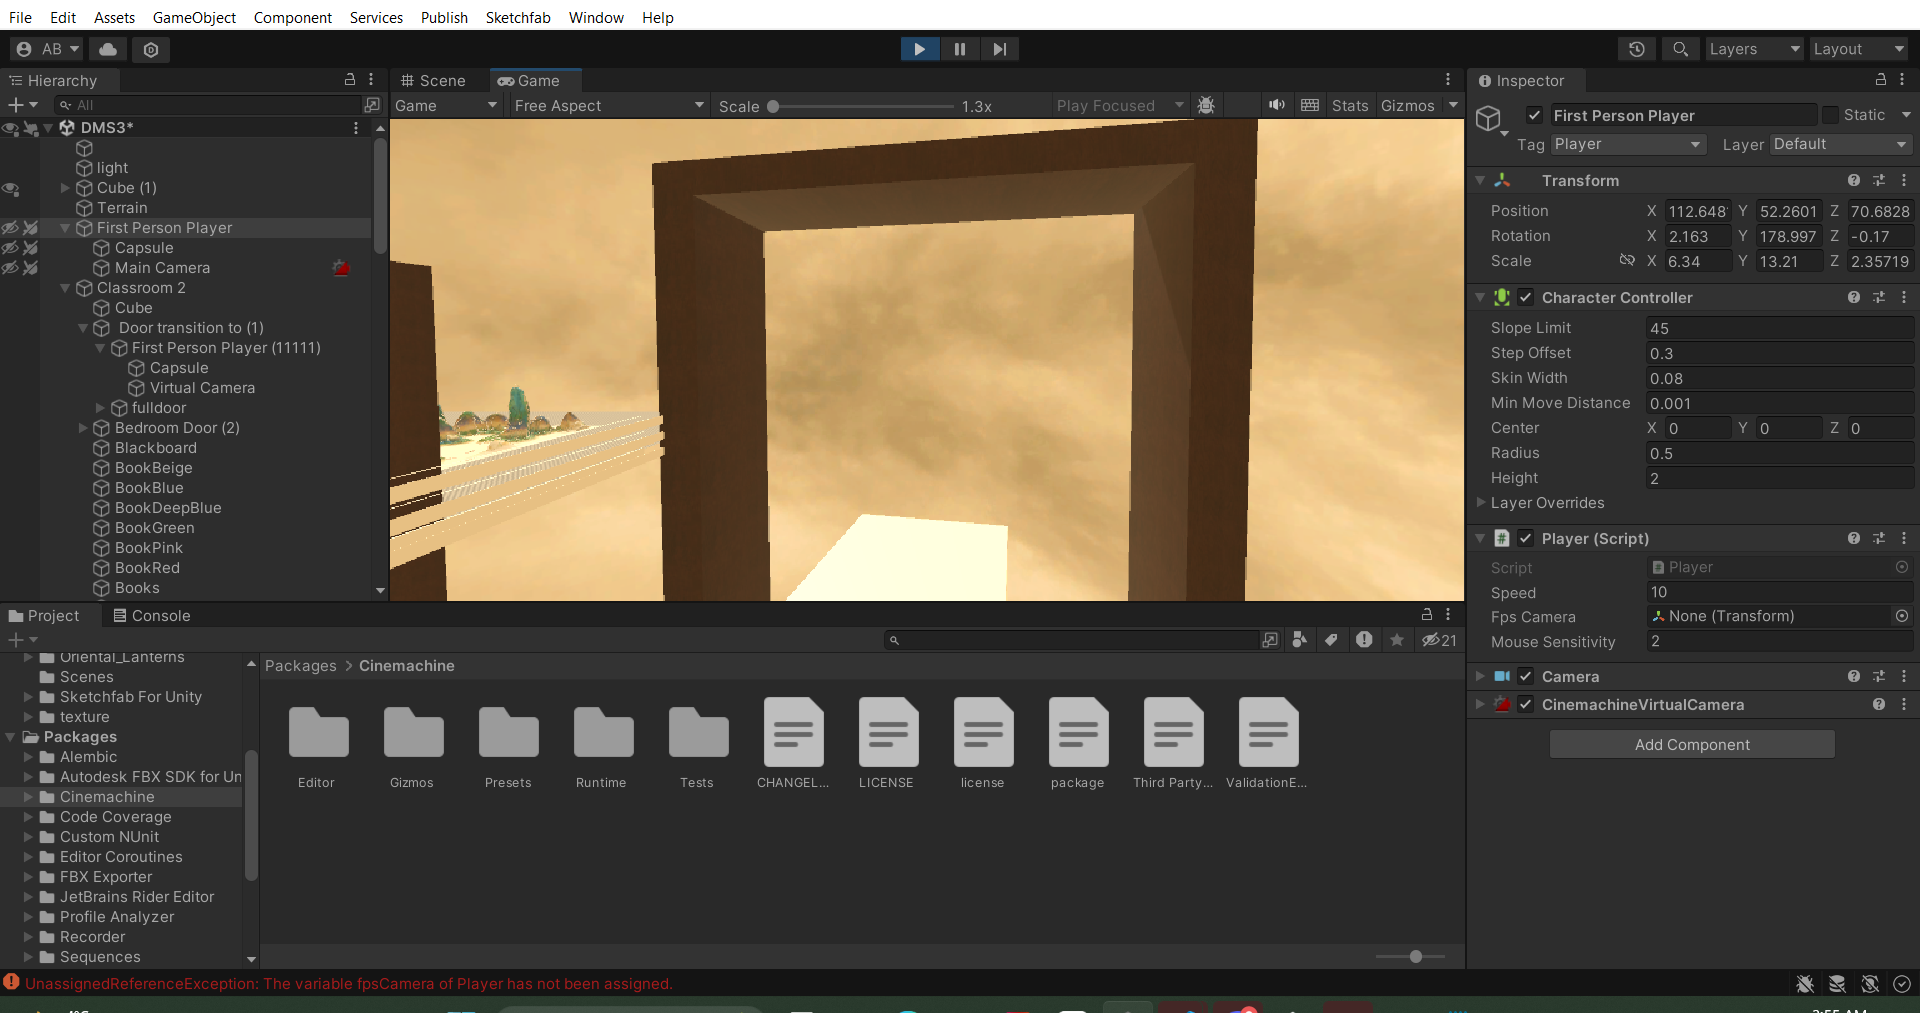 File Edit Assets GameObject Component Services Publish Sketchfab Window Help
AB Layers Layout
Hierarchy Scene Game Inspector
All Game Free Aspect Scale 1.3x Play Focused Stats Gizmos
First Person Player Static
Tag Player Layer Default
DMS3*
light
Cube (1)
Terrain
First Person Player
Capsule
Main Camera
Classroom 2
Cube
Door transition to (1)
First Person Player (11111)
Capsule
Virtual Camera
fulldoor
Bedroom Door (2)
Blackboard
BookBeige
BookBlue
BookDeepBlue
BookGreen
BookPink
BookRed
Books
Transform
Position X 112.648 Y 52.2601 Z 70.6828
Rotation X 2.163 Y 178.997 Z -0.17
Scale X 6.34 Y 13.21 Z 2.35719
Character Controller
Slope Limit 45
Step Offset 0.3
Skin Width 0.08
Min Move Distance 0.001
Center X 0 Y 0 Z 0
Radius 0.5
Height 2
Layer Overrides
Player (Script)
Script Player
Speed 10
Fps Camera None (Transform)
Mouse Sensitivity 2
Camera
CinemachineVirtualCamera
Add Component
Project Console
21
Oriental_Lanterns
Scenes
Sketchfab For Unity
texture
Packages
Alembic
Autodesk FBX SDK for Un
Cinemachine
Code Coverage
Custom NUnit
Editor Coroutines
FBX Exporter
JetBrains Rider Editor
Profile Analyzer
Recorder
Sequences
Packages > Cinemachine
Editor Gizmos Presets Runtime Tests CHANGEL... LICENSE license package Third Party... ValidationE...
UnassignedReferenceException: The variable fpsCamera of Player has not been assigned.